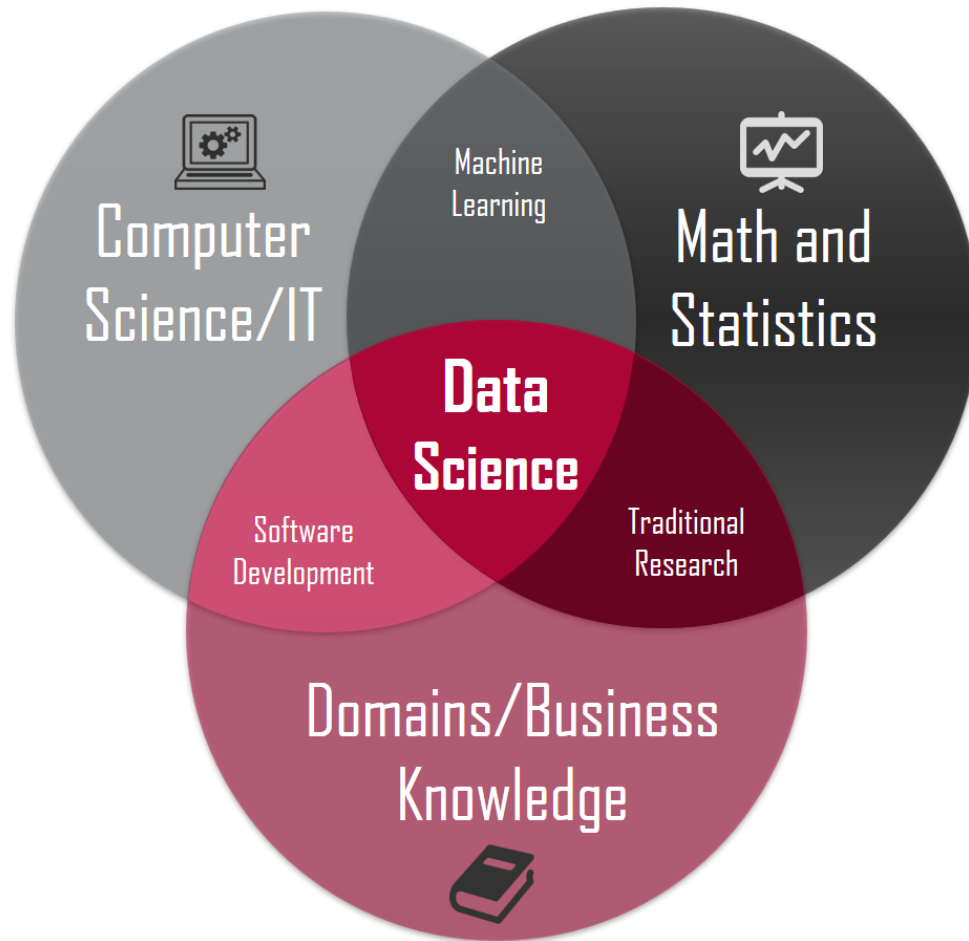 Machine
Learning
Computer
Science/IT
Math and
Statistics
Data
Science
Software
Development
Traditional
Research
Domains/Business
Knowledge